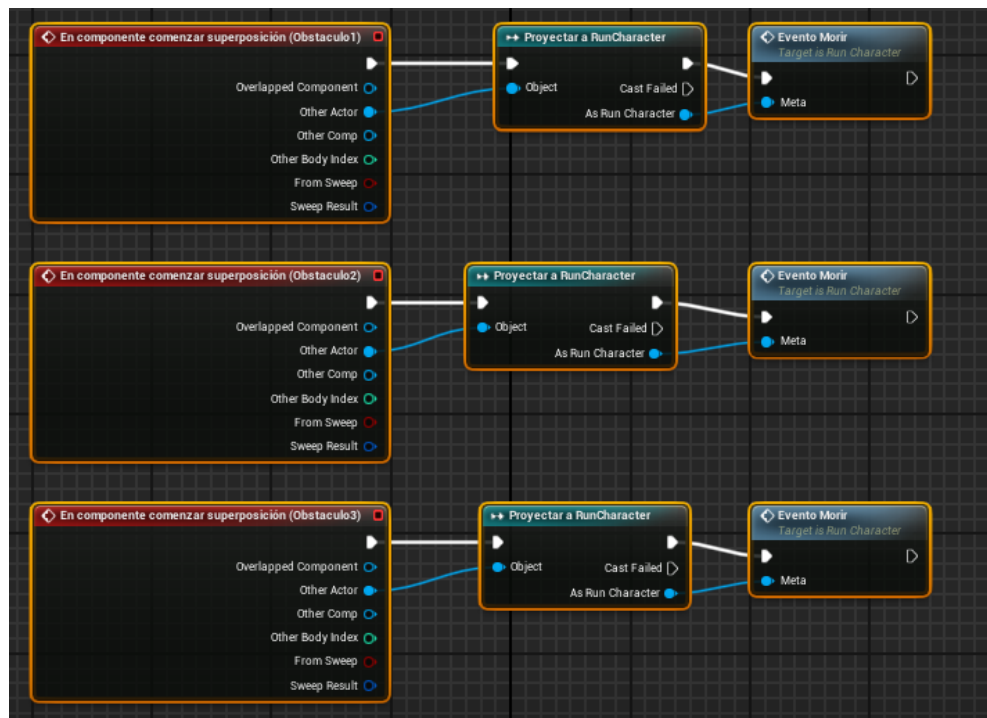 En componente comenzar superposición (Obstaculo1)
Overlapped Component
Other Actor
Other Comp
Other Body Index
From Sweep
Sweep Result
Proyectar a RunCharacter
Object
Cast Failed
As Run Character
Evento Morir
Target is Run Character
Meta
En componente comenzar superposición (Obstaculo2)
Overlapped Component
Other Actor
Other Comp
Other Body Index
From Sweep
Sweep Result
Proyectar a RunCharacter
Object
Cast Failed
As Run Character
Evento Morir
Target is Run Character
Meta
En componente comenzar superposición (Obstaculo3)
Overlapped Component
Other Actor
Other Comp
Other Body Index
From Sweep
Sweep Result
Proyectar a RunCharacter
Object
Cast Failed
As Run Character
Evento Morir
Target is Run Character
Meta